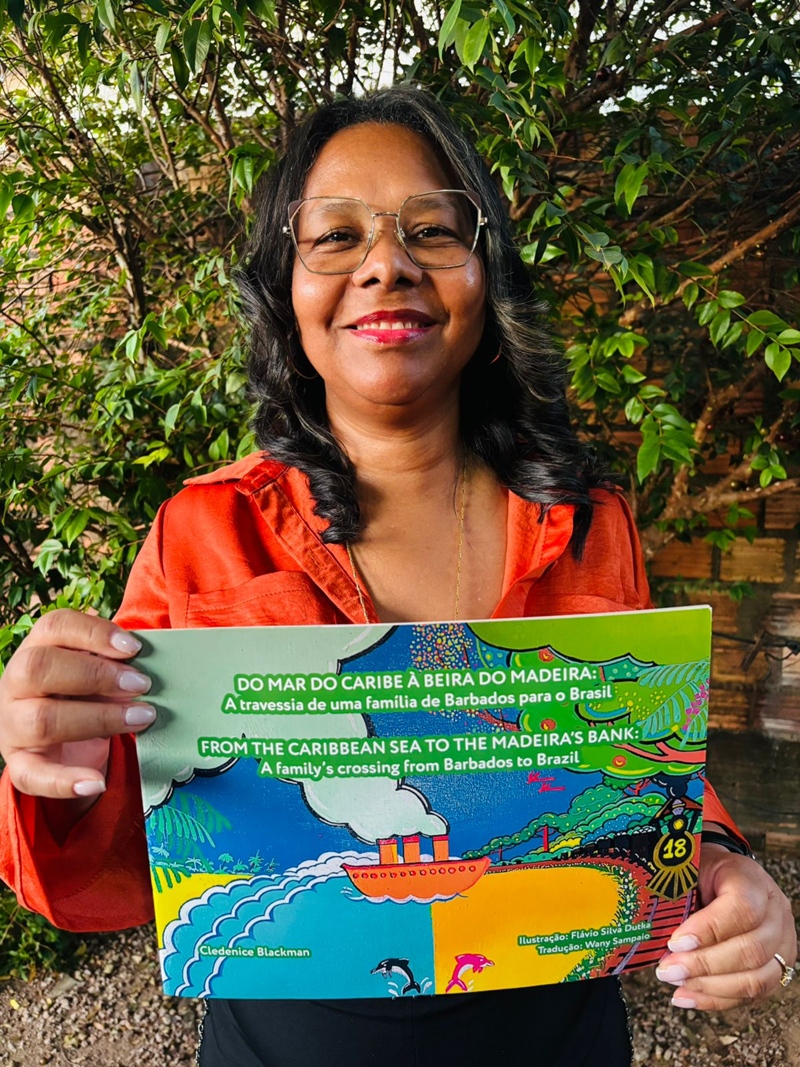 DO MAR DO CARIBE À BEIRA DO MADEIRA:
A travessia de uma família de Barbados para o Brasil
FROM THE CARIBBEAN SEA TO THE MADEIRA'S BANK:
A family's crossing from Barbados to Brazil
18
Cledenice Blackman
Ilustração: Flávio Silva Dutka
Tradução: Wany Sampaio